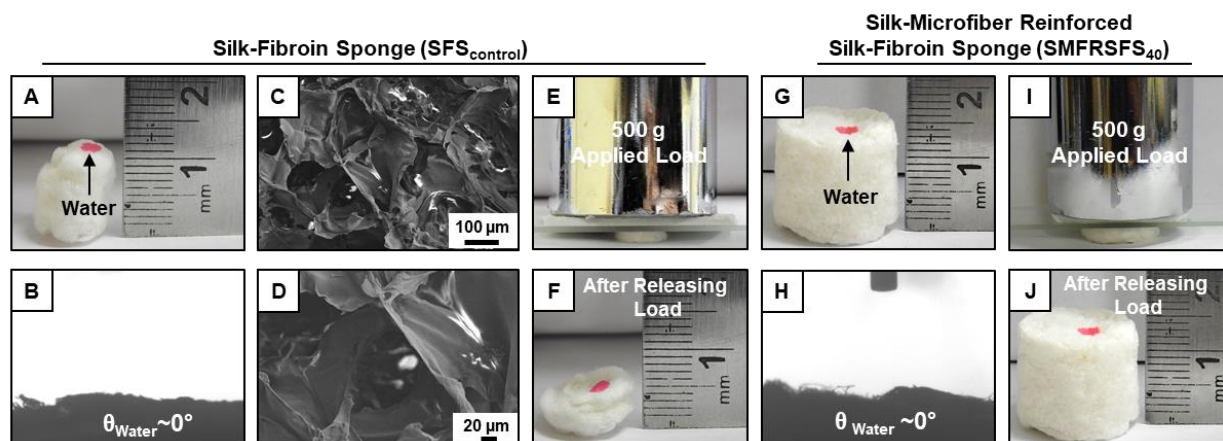 Silk-Fibroin Sponge (SFScontrol)
Silk-Microfiber Reinforced
Silk-Fibroin Sponge (SMFRSFS40)
A
Water
2
1
mm
C
100 µm
E
500 g
Applied Load
G
Water
2
1
mm
I
500 g
Applied Load
B
θWater~0°
D
20 µm
F
After Releasing
Load
1
mm
H
θ Water ~0°
J
After Releasing
Load
1
mm